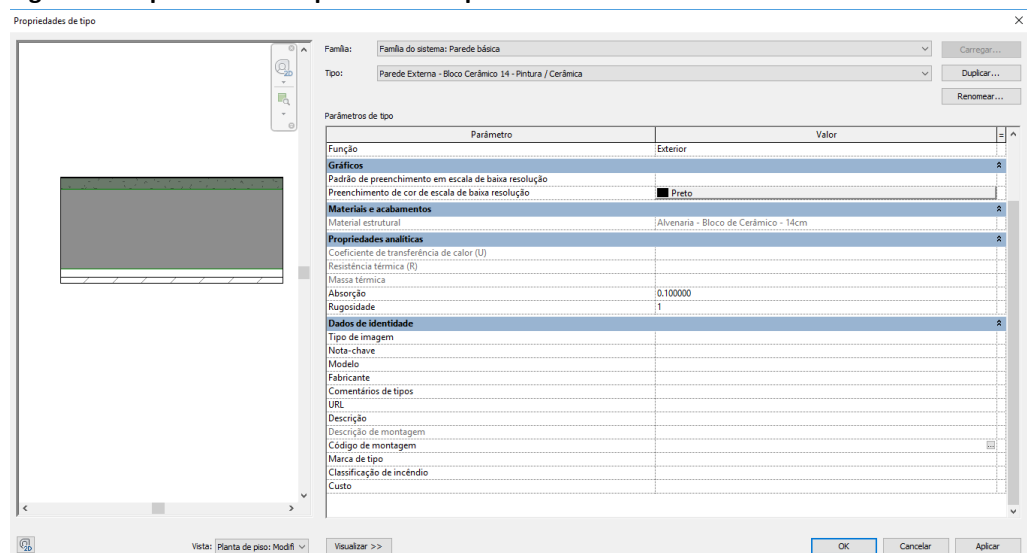 Propriedades de tipo
Família: Família do sistema: Parede básica Carregar...
Tipo: Parede Externa - Bloco Cerâmico 14 - Pintura / Cerâmica Duplicar...
Renomear...
Parâmetros de tipo
Parâmetro Valor =
Função Exterior
Gráficos
Padrão de preenchimento em escala de baixa resolução
Preenchimento de cor de escala de baixa resolução Preto
Materiais e acabamentos
Material estrutural Alvenaria - Bloco de Cerâmico - 14cm
Propriedades analíticas
Coeficiente de transferência de calor (U)
Resistência térmica (R)
Massa térmica
Absorção 0.100000
Rugosidade 1
Dados de identidade
Tipo de imagem
Nota-chave
Modelo
Fabricante
Comentários de tipos
URL
Descrição
Descrição de montagem
Código de montagem ...
Marca de tipo
Classificação de incêndio
Custo
Vista: Planta de piso: Modifi Visualizar >> OK Cancelar Aplicar